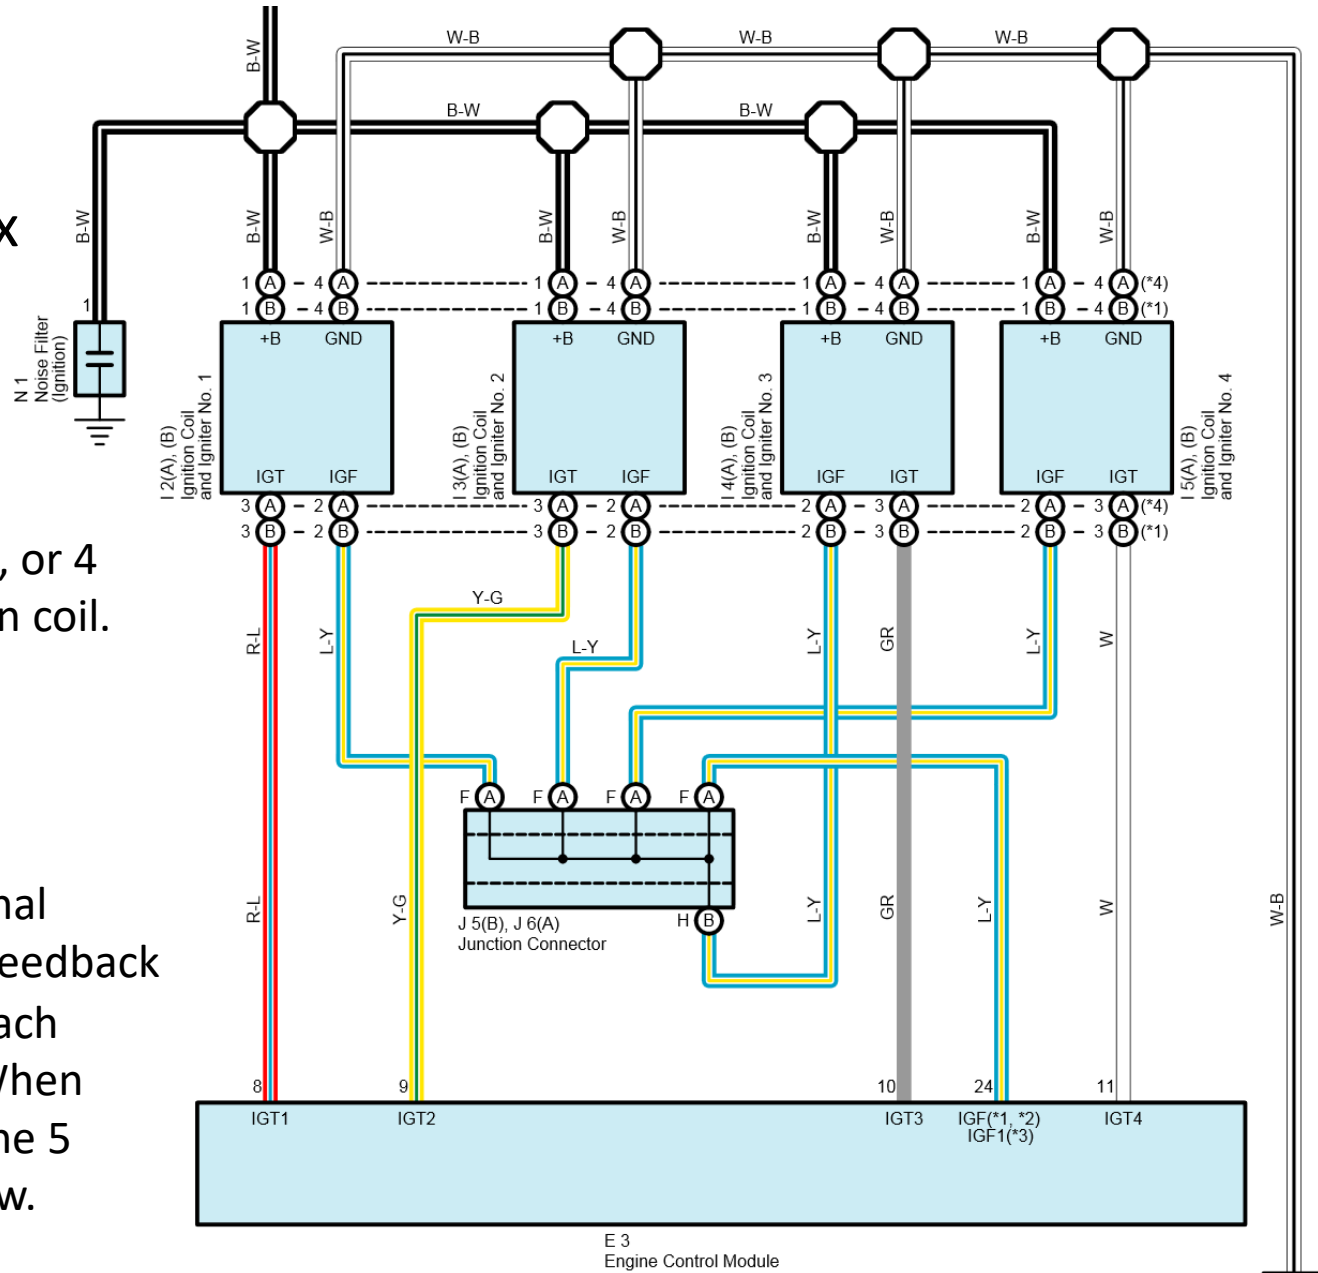 W-B
W-B
W-B
B-W
B-W
B-W
B-W
B-W
W-B
B-W
W-B
B-W
W-B
B-W
W-B
x
1 A - 4 A 1 A - 4 A 1 A - 4 A 1 A - 4 A (*4)
1 B - 4 B 1 B - 4 B 1 B - 4 B 1 B - 4 B (*1)
1
N 1
Noise Filter
(Ignition)
+B GND
+B GND
+B GND
+B GND
I 2(A), (B)
Ignition Coil
and Igniter No. 1
I 3(A), (B)
Ignition Coil
and Igniter No. 2
I 4(A), (B)
Ignition Coil
and Igniter No. 3
I 5(A), (B)
Ignition Coil
and Igniter No. 4
IGT IGF
IGT IGF
IGF IGT
IGF IGT
3 A - 2 A 3 A - 2 A 2 A - 3 A 2 A - 3 A (*4)
3 B - 2 B 3 B - 2 B 2 B - 3 B 2 B - 3 B (*1)
, or 4
n coil.
Y-G
R-L
L-Y
L-Y
L-Y
GR
L-Y
W
F A F A F A F A
J 5(B), J 6(A)
Junction Connector
H B
R-L
Y-G
L-Y
GR
L-Y
W
W-B
nal
eedback
ach
When
ne 5
w.
8 9 10 24 11
IGT1 IGT2 IGT3 IGF(*1, *2) IGT4
IGF1(*3)
E 3
Engine Control Module